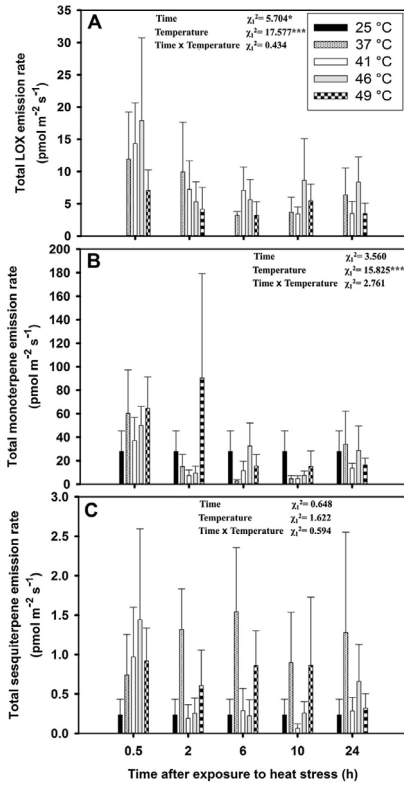 A
Time χ₁²= 5.704*
Temperature χ₁²= 17.577***
Time x Temperature χ₁²= 0.434
25 °C
37 °C
41 °C
46 °C
49 °C
Total LOX emission rate
(pmol m⁻² s⁻¹)
35
30
25
20
15
10
5
0
B
Time χ₁²= 3.560
Temperature χ₁²= 15.825***
Time x Temperature χ₁²= 2.761
Total monoterpene emission rate
(pmol m⁻² s⁻¹)
200
180
160
140
120
100
80
60
40
20
0
C
Time χ₁²= 0.648
Temperature χ₁²= 1.622
Time x Temperature χ₁²= 0.594
Total sesquiterpene emission rate
(pmol m⁻² s⁻¹)
3.0
2.5
2.0
1.5
1.0
0.5
0.0
0.5 2 6 10 24
Time after exposure to heat stress (h)